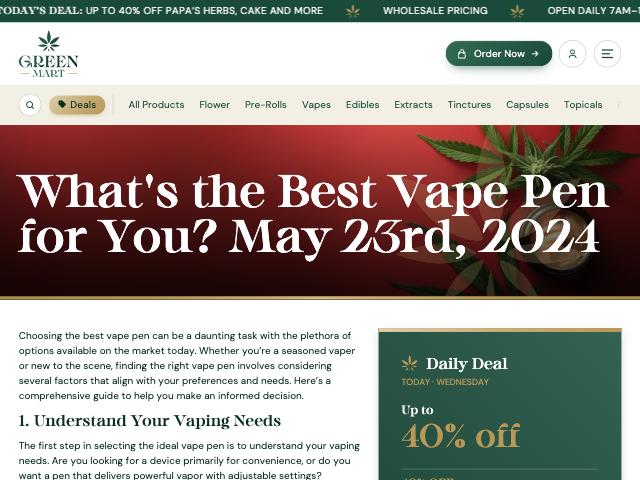 TODAY'S DEAL: UP TO 40% OFF PAPA'S HERBS, CAKE AND MORE WHOLESALE PRICING OPEN DAILY 7AM–1
GREEN
MART
Order Now
Deals All Products Flower Pre-Rolls Vapes Edibles Extracts Tinctures Capsules Topicals
What's the Best Vape Pen
for You? May 23rd, 2024
Choosing the best vape pen can be a daunting task with the plethora of
options available on the market today. Whether you're a seasoned vaper
or new to the scene, finding the right vape pen involves considering
several factors that align with your preferences and needs. Here's a
comprehensive guide to help you make an informed decision.
1. Understand Your Vaping Needs
The first step in selecting the ideal vape pen is to understand your vaping
needs. Are you looking for a device primarily for convenience, or do you
want a pen that delivers powerful vapor with adjustable settings?
Daily Deal
TODAY · WEDNESDAY
Up to
40% off